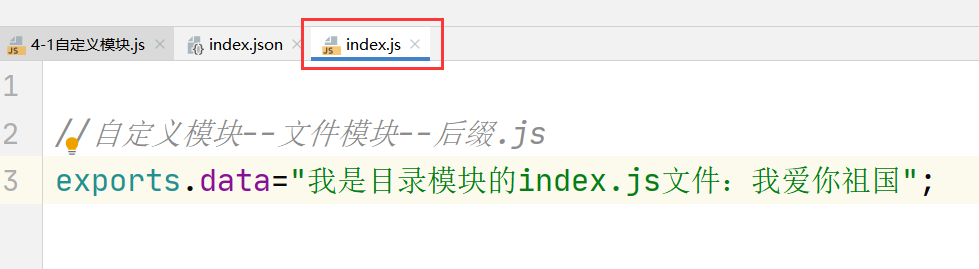 4-1自定义模块.js index.json index.js
1
2 //自定义模块--文件模块--后缀.js
3 exports.data="我是目录模块的index.js文件：我爱你祖国";